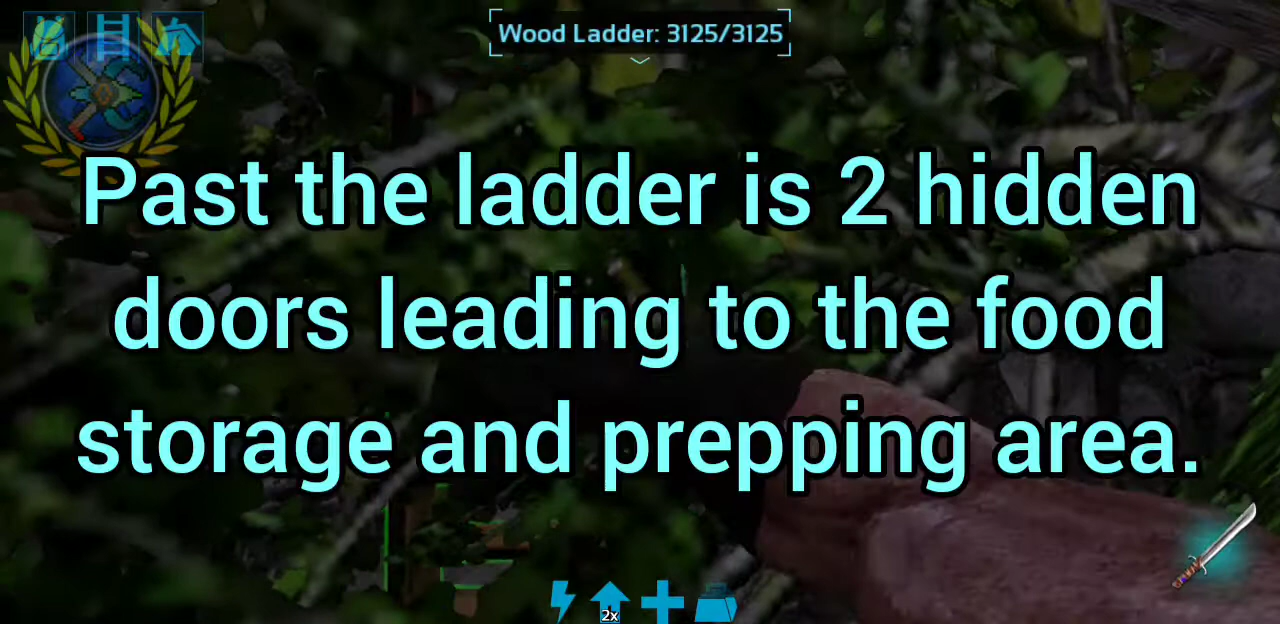 Wood Ladder: 3125/3125
Past the ladder is 2 hidden
doors leading to the food
storage and prepping area.
2x